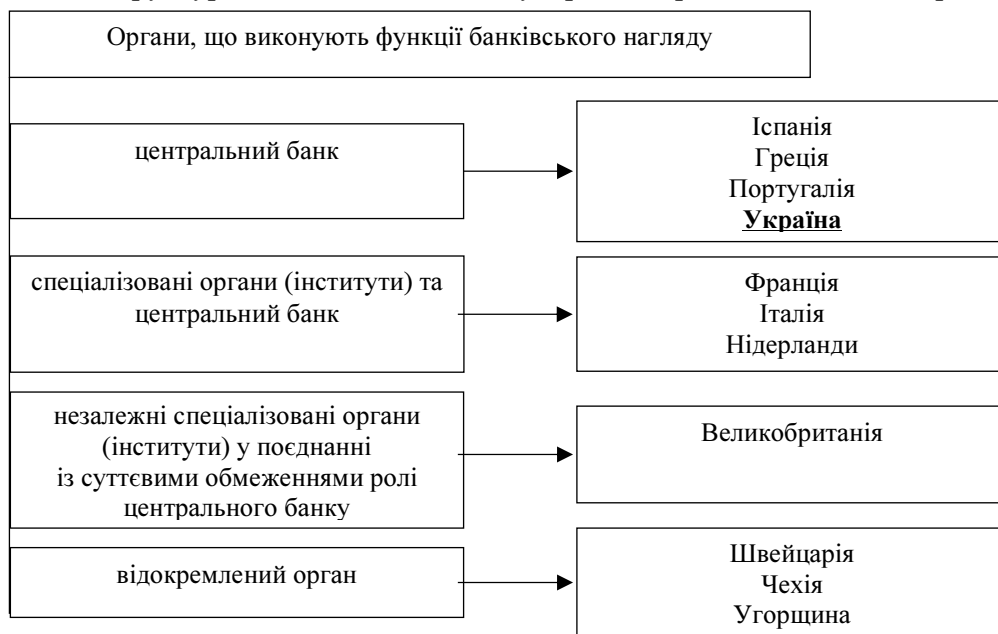 Органи, що виконують функції банківського нагляду
центральний банк
Іспанія
Греція
Португалія
Україна
спеціалізовані органи (інститути) та
центральний банк
Франція
Італія
Нідерланди
незалежні спеціалізовані органи
(інститути) у поєднанні
із суттєвими обмеженнями ролі
центрального банку
Великобританія
відокремлений орган
Швейцарія
Чехія
Угорщина